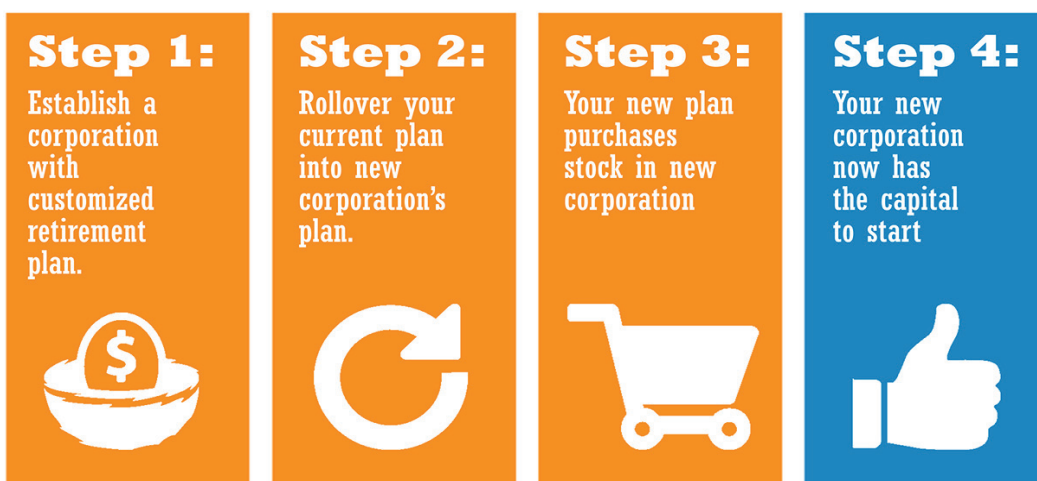 Step 1:
Establish a
corporation
with
customized
retirement
plan.
$
Step 2:
Rollover your
current plan
into new
corporation's
plan.
Step 3:
Your new plan
purchases
stock in new
corporation
Step 4:
Your new
corporation
now has
the capital
to start